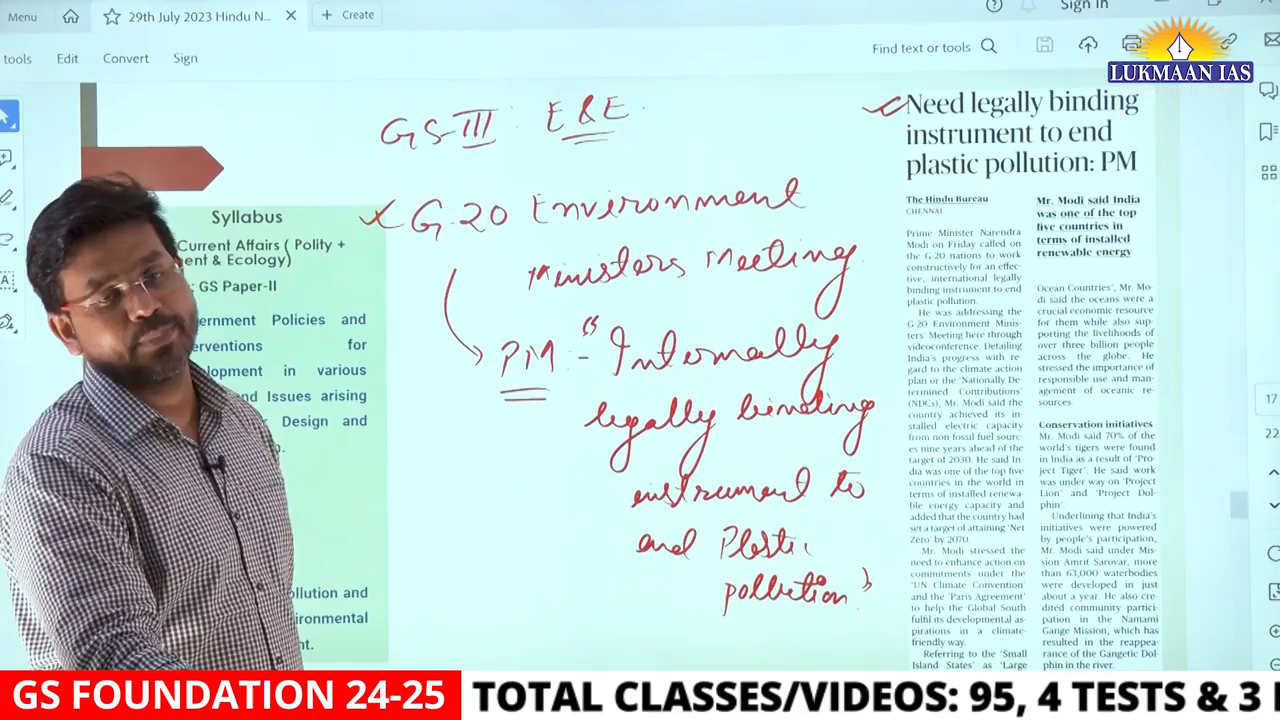 Menu
29th July 2023 Hindu N...
Create
Sign In
tools
Edit
Convert
Sign
Find text or tools
LUKMAAN IAS
GS-III : E&E
G-20 Environment
Ministers Meeting
PM :- "Internally
legally binding
instrument to
end Plastic
pollution"
Syllabus
Current Affairs ( Polity +
ent & Ecology)
: GS Paper-II
ernment Policies and
erventions for
elopment in various
nd Issues arising
Design and
ollution and
ironmental
nt.
Need legally binding
instrument to end
plastic pollution: PM
The Hindu Bureau
CHENNAI
Prime Minister Narendra
Modi on Friday called on
the G-20 nations to work
constructively for an effec-
tive, international legally
binding instrument to end
plastic pollution.
He was addressing the
G-20 Environment Minis-
ters' Meeting here through
videoconference. Detailing
India's progress with re-
gard to the climate action
plan or the 'Nationally De-
termined Contributions'
(NDCs), Mr. Modi said the
country achieved its in-
stalled electric capacity
from non-fossil fuel sourc-
es nine years ahead of the
target of 2030. He said In-
dia was one of the top five
countries in the world in
terms of installed renewa-
ble energy capacity and
added that the country had
set a target of attaining 'Net
Zero' by 2070.
Mr. Modi stressed the
need to enhance action on
commitments under the
'UN Climate Convention'
and the 'Paris Agreement'
to help the Global South
fulfil its developmental as-
pirations in a climate-
friendly way.
Referring to the 'Small
Island States' as 'Large
Mr. Modi said India
was one of the top
five countries in
terms of installed
renewable energy
Ocean Countries', Mr. Mo-
di said the oceans were a
crucial economic resource
for them while also sup-
porting the livelihoods of
over three billion people
across the globe. He
stressed the importance of
responsible use and man-
agement of oceanic re-
sources.
Conservation initiatives
Mr. Modi said 70% of the
world's tigers were found
in India as a result of 'Pro-
ject Tiger'. He said work
was under way on 'Project
Lion' and 'Project Dol-
phin'.
Underlining that India's
initiatives were powered
by people's participation,
Mr. Modi said under Mis-
sion Amrit Sarovar, more
than 63,000 waterbodies
were developed in just
about a year. He also cre-
dited community partici-
pation in the Namami
Gange Mission, which has
resulted in the reappea-
rance of the Gangetic Dol-
phin in the river.
17
22
GS FOUNDATION 24-25
TOTAL CLASSES/VIDEOS: 95, 4 TESTS & 3